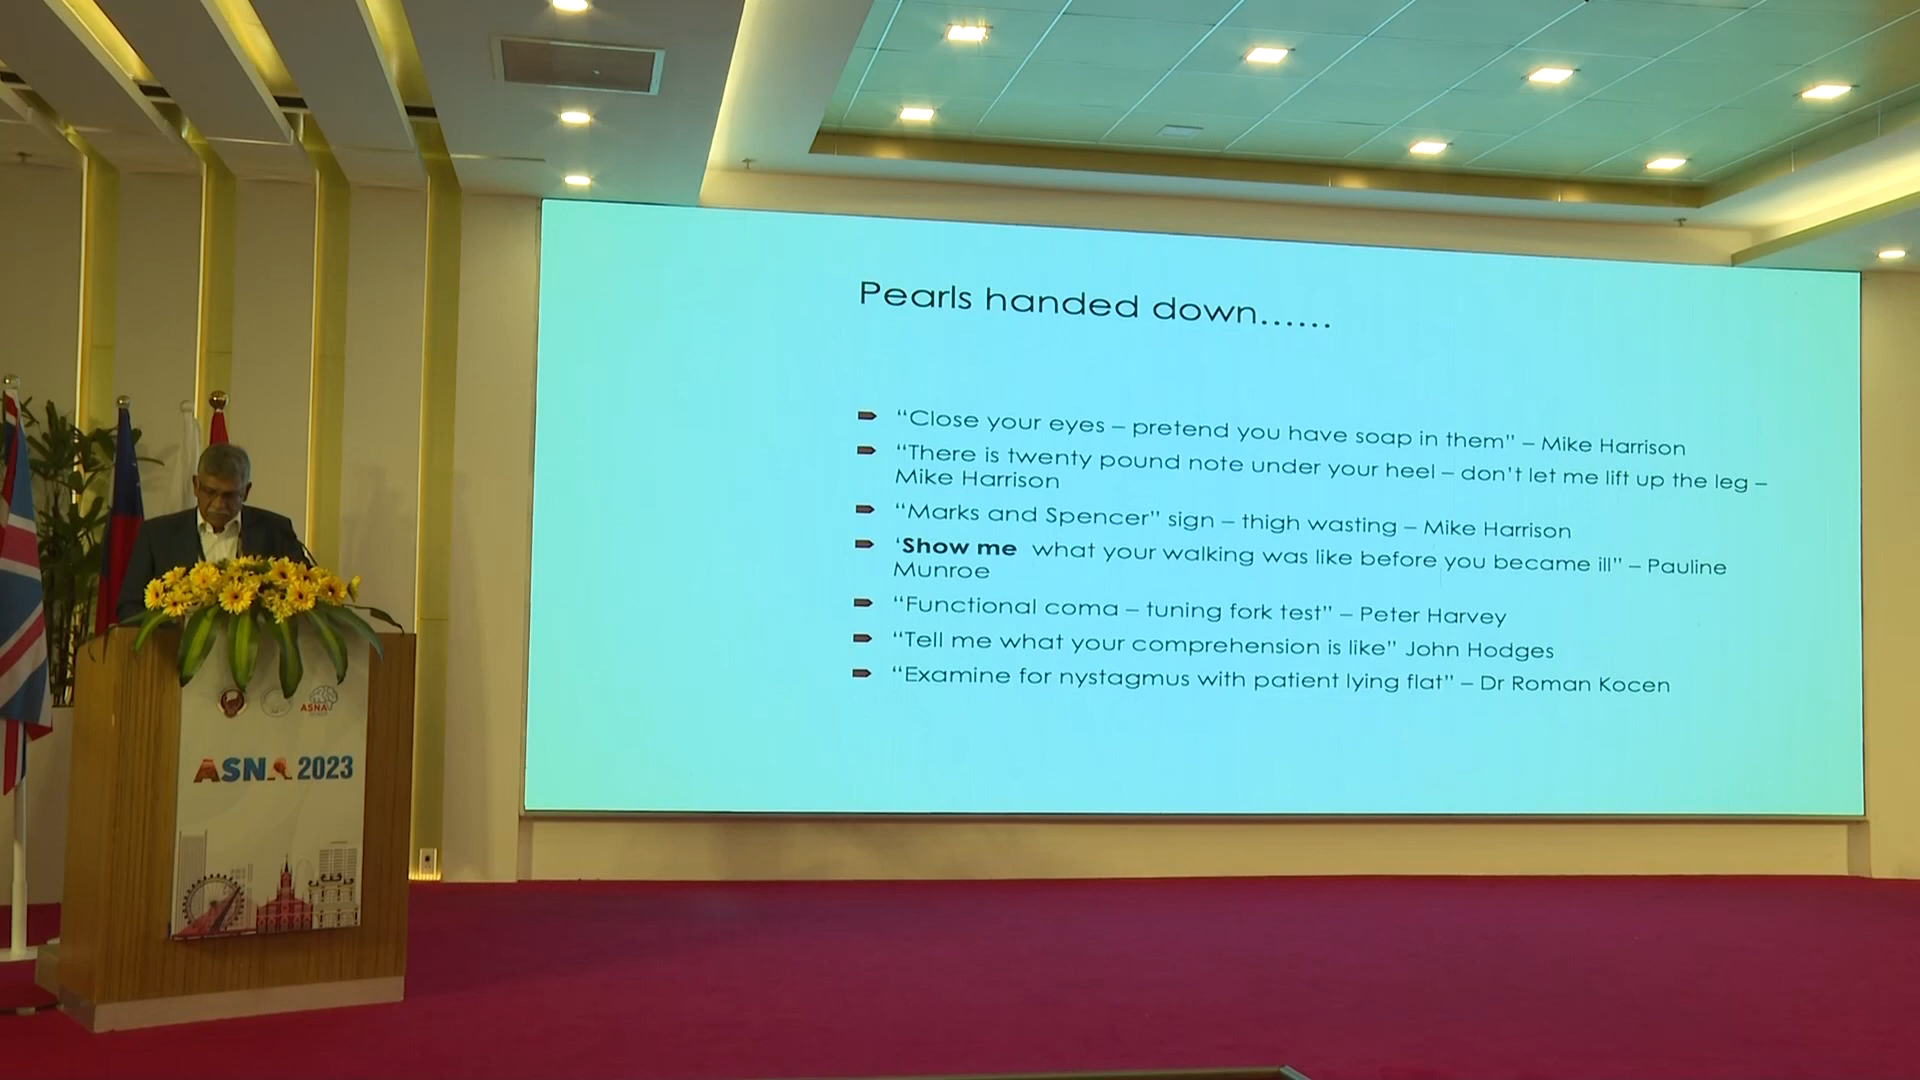 Pearls handed down......
“Close your eyes – pretend you have soap in them” – Mike Harrison
“There is twenty pound note under your heel – don’t let me lift up the leg –
Mike Harrison
“Marks and Spencer” sign – thigh wasting – Mike Harrison
‘Show me what your walking was like before you became ill” – Pauline
Munroe
“Functional coma – tuning fork test” – Peter Harvey
“Tell me what your comprehension is like” John Hodges
“Examine for nystagmus with patient lying flat” – Dr Roman Kocen
ASNA
ASNA 2023